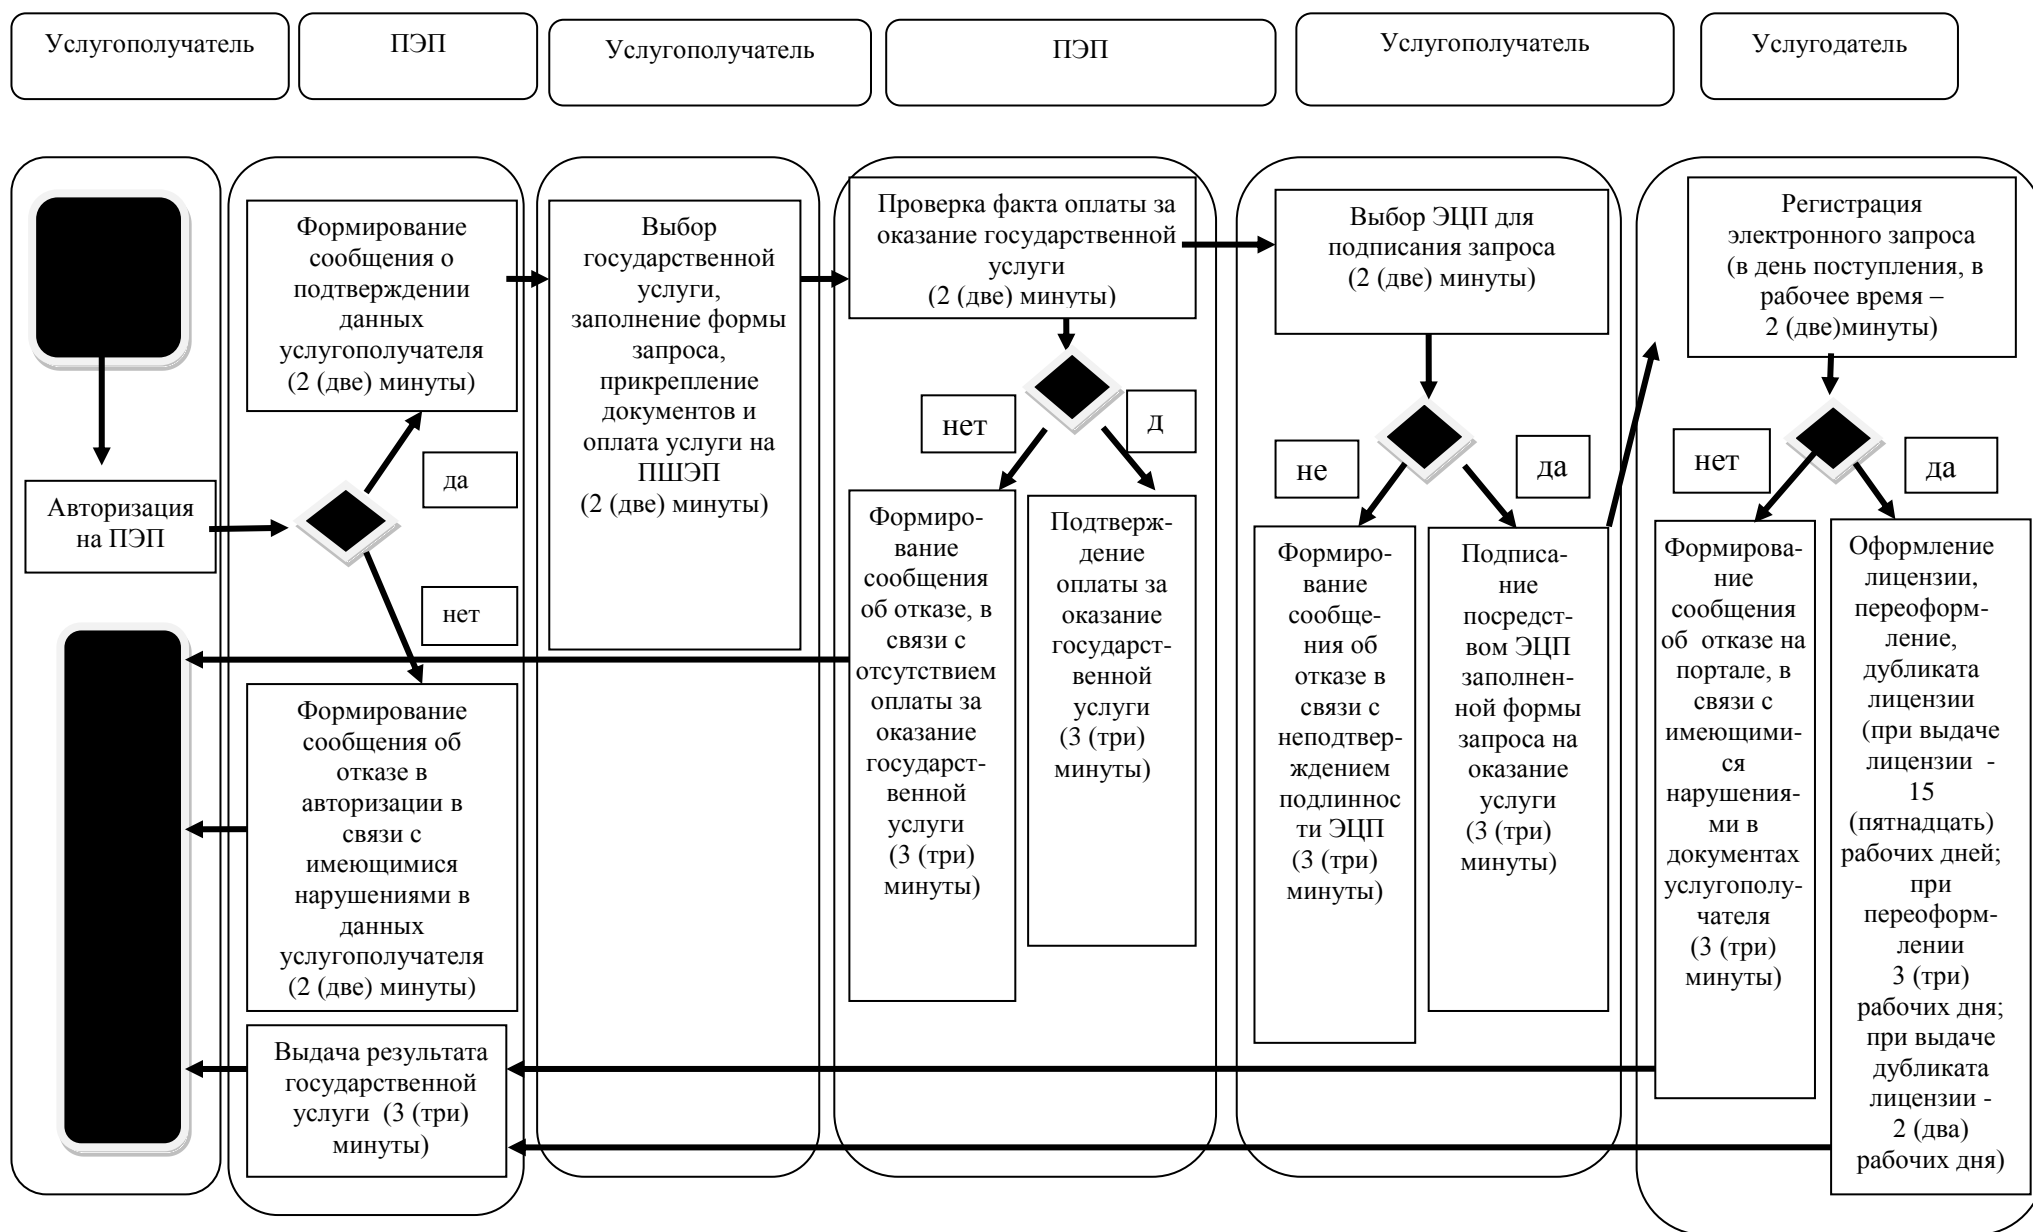 Услугополучатель
ПЭП
Услугополучатель
ПЭП
Услугополучатель
Услугодатель
Авторизация
на ПЭП
Формирование
сообщения о
подтверждении
данных
услугополучателя
(2 (две) минуты)
да
нет
Формирование
сообщения об
отказе в
авторизации в
связи с
имеющимися
нарушениями в
данных
услугополучателя
(2 (две) минуты)
Выдача результата
государственной
услуги (3 (три)
минуты)
Выбор
государственной
услуги,
заполнение формы
запроса,
прикрепление
документов и
оплата услуги на
ПШЭП
(2 (две) минуты)
Проверка факта оплаты за
оказание государственной
услуги
(2 (две) минуты)
нет
д
Формиро-
вание
сообщения
об отказе, в
связи с
отсутствием
оплаты за
оказание
государст-
венной
услуги
(3 (три)
минуты)
Подтверж-
дение
оплаты за
оказание
государст-
венной
услуги
(3 (три)
минуты)
Выбор ЭЦП для
подписания запроса
(2 (две) минуты)
не
да
Формиро-
вание
сообще-
ния об
отказе в
связи с
неподтвер-
ждением
подлиннос
ти ЭЦП
(3 (три)
минуты)
Подписа-
ние
посредст-
вом ЭЦП
заполнен-
ной формы
запроса на
оказание
услуги
(3 (три)
минуты)
Регистрация
электронного запроса
(в день поступления, в
рабочее время –
2 (две)минуты)
нет
да
Формирова-
ние
сообщения
об отказе на
портале, в
связи с
имеющими-
ся
нарушения-
ми в
документах
услугополу-
чателя
(3 (три)
минуты)
Оформление
лицензии,
переоформ-
ление,
дубликата
лицензии
(при выдаче
лицензии -
15
(пятнадцать)
рабочих дней;
при
переоформ-
лении
3 (три)
рабочих дня;
при выдаче
дубликата
лицензии -
2 (два)
рабочих дня)